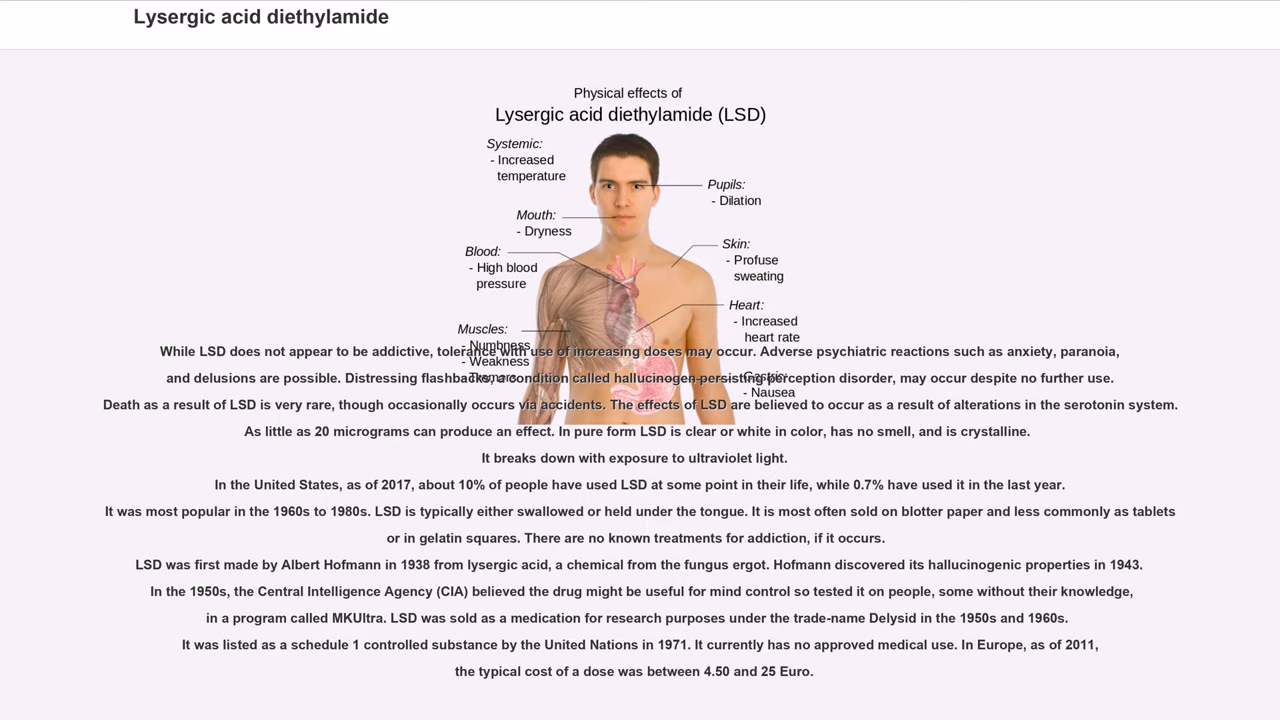 Lysergic acid diethylamide
Physical effects of
Lysergic acid diethylamide (LSD)
Systemic:
- Increased
temperature
Pupils:
- Dilation
Mouth:
- Dryness
Blood:
- High blood
pressure
Skin:
- Profuse
sweating
Heart:
- Increased
heart rate
Muscles:
- Numbness
- Weakness
- Tremors
Gastric:
- Nausea
While LSD does not appear to be addictive, tolerance with use of increasing doses may occur. Adverse psychiatric reactions such as anxiety, paranoia,
and delusions are possible. Distressing flashbacks, a condition called hallucinogen-persisting perception disorder, may occur despite no further use.
Death as a result of LSD is very rare, though occasionally occurs via accidents. The effects of LSD are believed to occur as a result of alterations in the serotonin system.
As little as 20 micrograms can produce an effect. In pure form LSD is clear or white in color, has no smell, and is crystalline.
It breaks down with exposure to ultraviolet light.
In the United States, as of 2017, about 10% of people have used LSD at some point in their life, while 0.7% have used it in the last year.
It was most popular in the 1960s to 1980s. LSD is typically either swallowed or held under the tongue. It is most often sold on blotter paper and less commonly as tablets
or in gelatin squares. There are no known treatments for addiction, if it occurs.
LSD was first made by Albert Hofmann in 1938 from lysergic acid, a chemical from the fungus ergot. Hofmann discovered its hallucinogenic properties in 1943.
In the 1950s, the Central Intelligence Agency (CIA) believed the drug might be useful for mind control so tested it on people, some without their knowledge,
in a program called MKUltra. LSD was sold as a medication for research purposes under the trade-name Delysid in the 1950s and 1960s.
It was listed as a schedule 1 controlled substance by the United Nations in 1971. It currently has no approved medical use. In Europe, as of 2011,
the typical cost of a dose was between 4.50 and 25 Euro.